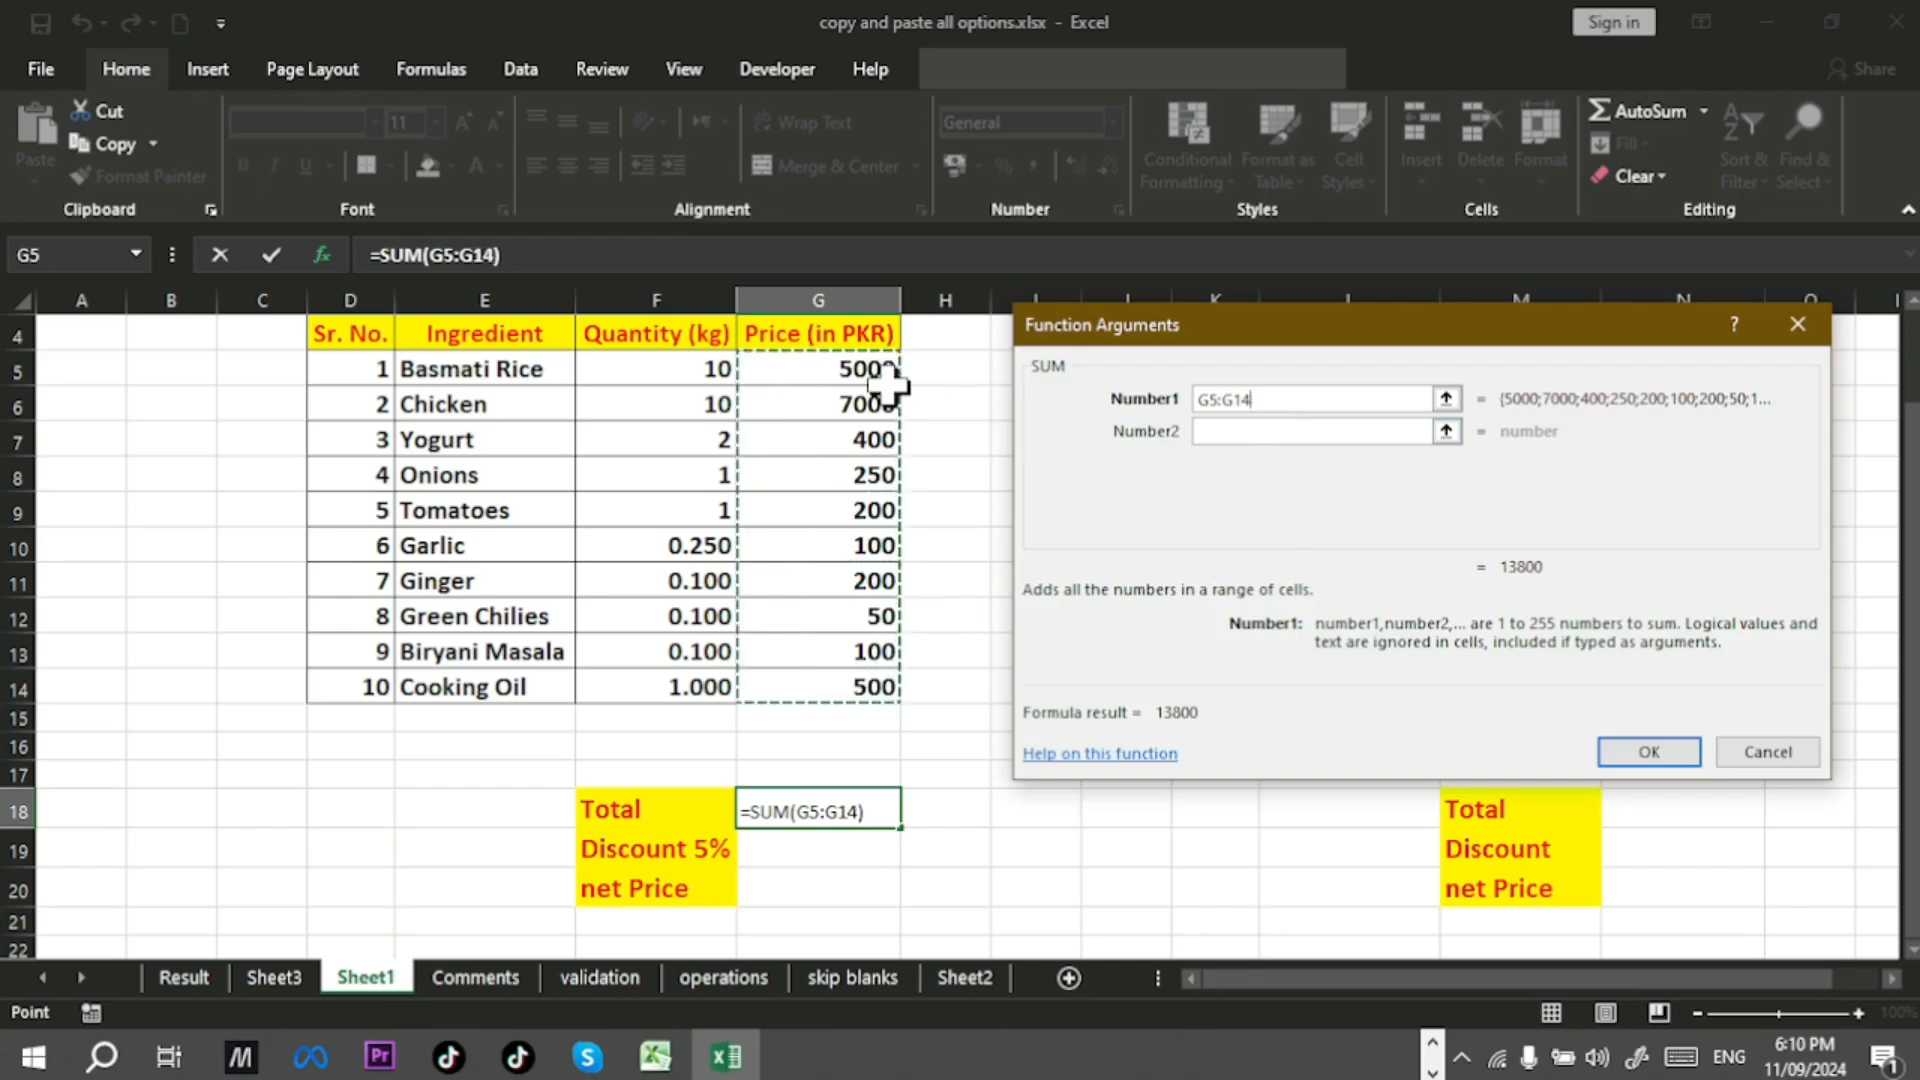 copy and paste all options.xlsx - Excel
Sign in
File Home Insert Page Layout Formulas Data Review View Developer Help
Share
Paste
Cut
Copy
Format Painter
Clipboard
11
Font
Wrap Text
Merge & Center
Alignment
General
Number
Conditional Formatting
Format as Table
Cell Styles
Styles
Insert Delete Format
Cells
AutoSum
Fill
Clear
Sort & Filter
Find & Select
Editing
G5 fx =SUM(G5:G14)
A B C D E F G H K M N
4 Sr. No. Ingredient Quantity (kg) Price (in PKR)
5 1 Basmati Rice 10 5000
6 2 Chicken 10 7000
7 3 Yogurt 2 400
8 4 Onions 1 250
9 5 Tomatoes 1 200
10 6 Garlic 0.250 100
11 7 Ginger 0.100 200
12 8 Green Chilies 0.100 50
13 9 Biryani Masala 0.100 100
14 10 Cooking Oil 1.000 500
15
16
17
18 Total =SUM(G5:G14) Total
19 Discount 5% Discount
20 net Price net Price
21
22
Function Arguments ?
SUM
Number1 G5:G14 = {5000;7000;400;250;200;100;200;50;1...
Number2 = number
= 13800
Adds all the numbers in a range of cells.
Number1: number1,number2,... are 1 to 255 numbers to sum. Logical values and
text are ignored in cells, included if typed as arguments.
Formula result = 13800
Help on this function
OK Cancel
Result Sheet3 Sheet1 Comments validation operations skip blanks Sheet2
Point
100%
Pr
ENG
6:10 PM
11/09/2024
1